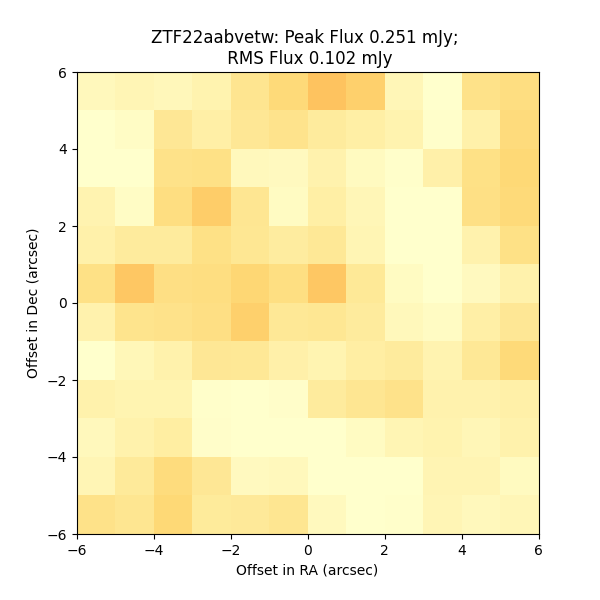 ZTF22aabvetw: Peak Flux 0.251 mJy;
RMS Flux 0.102 mJy
6
4
2
0
−2
−4
−6
Offset in Dec (arcsec)
−6 −4 −2 0 2 4 6
Offset in RA (arcsec)